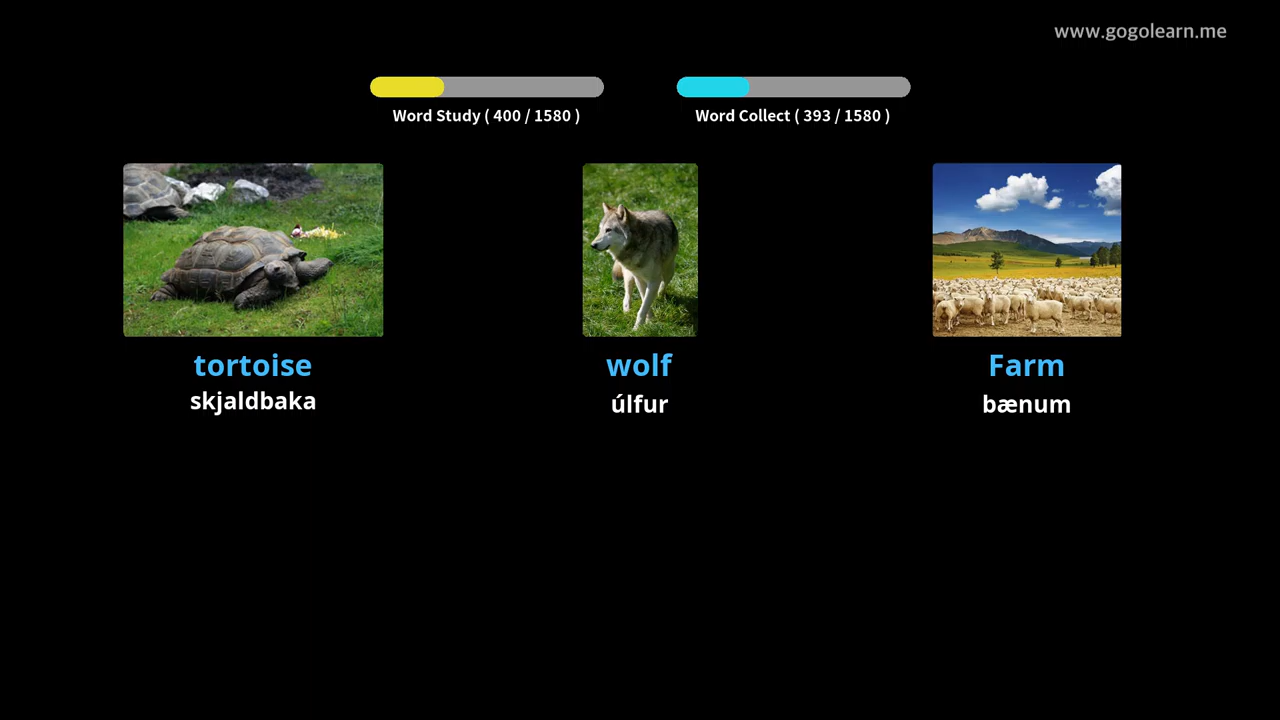 www.gogolearn.me
Word Study ( 400 / 1580 )
Word Collect ( 393 / 1580 )
tortoise
skjaldbaka
wolf
úlfur
Farm
bænum